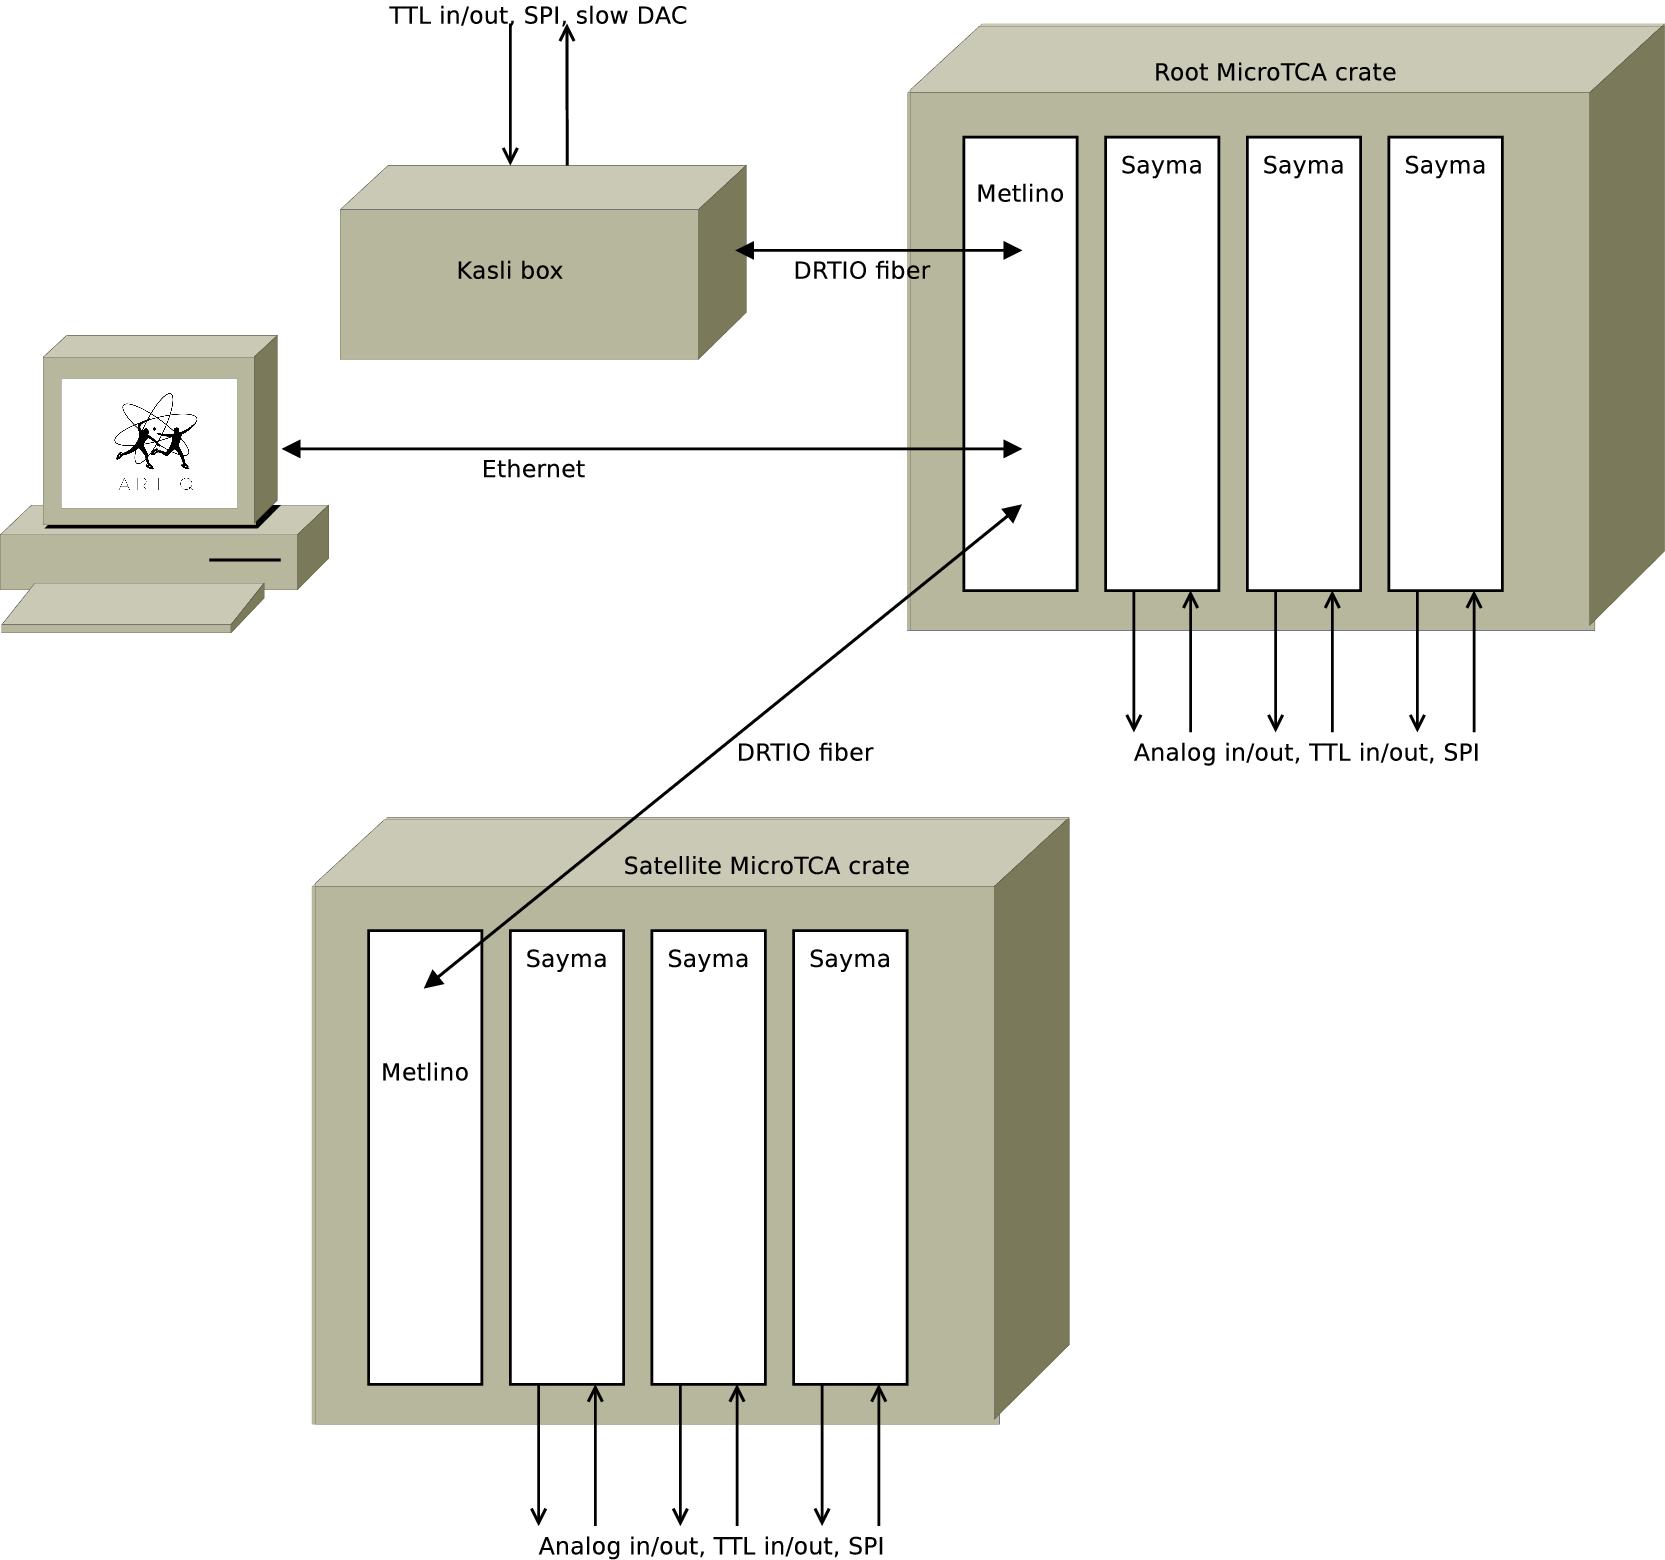 TTL in/out, SPI, slow DAC
Root MicroTCA crate
Metlino
Sayma
Sayma
Sayma
Kasli box
DRTIO fiber
ARTIQ
Ethernet
DRTIO fiber
Analog in/out, TTL in/out, SPI
Satellite MicroTCA crate
Sayma
Sayma
Sayma
Metlino
Analog in/out, TTL in/out, SPI